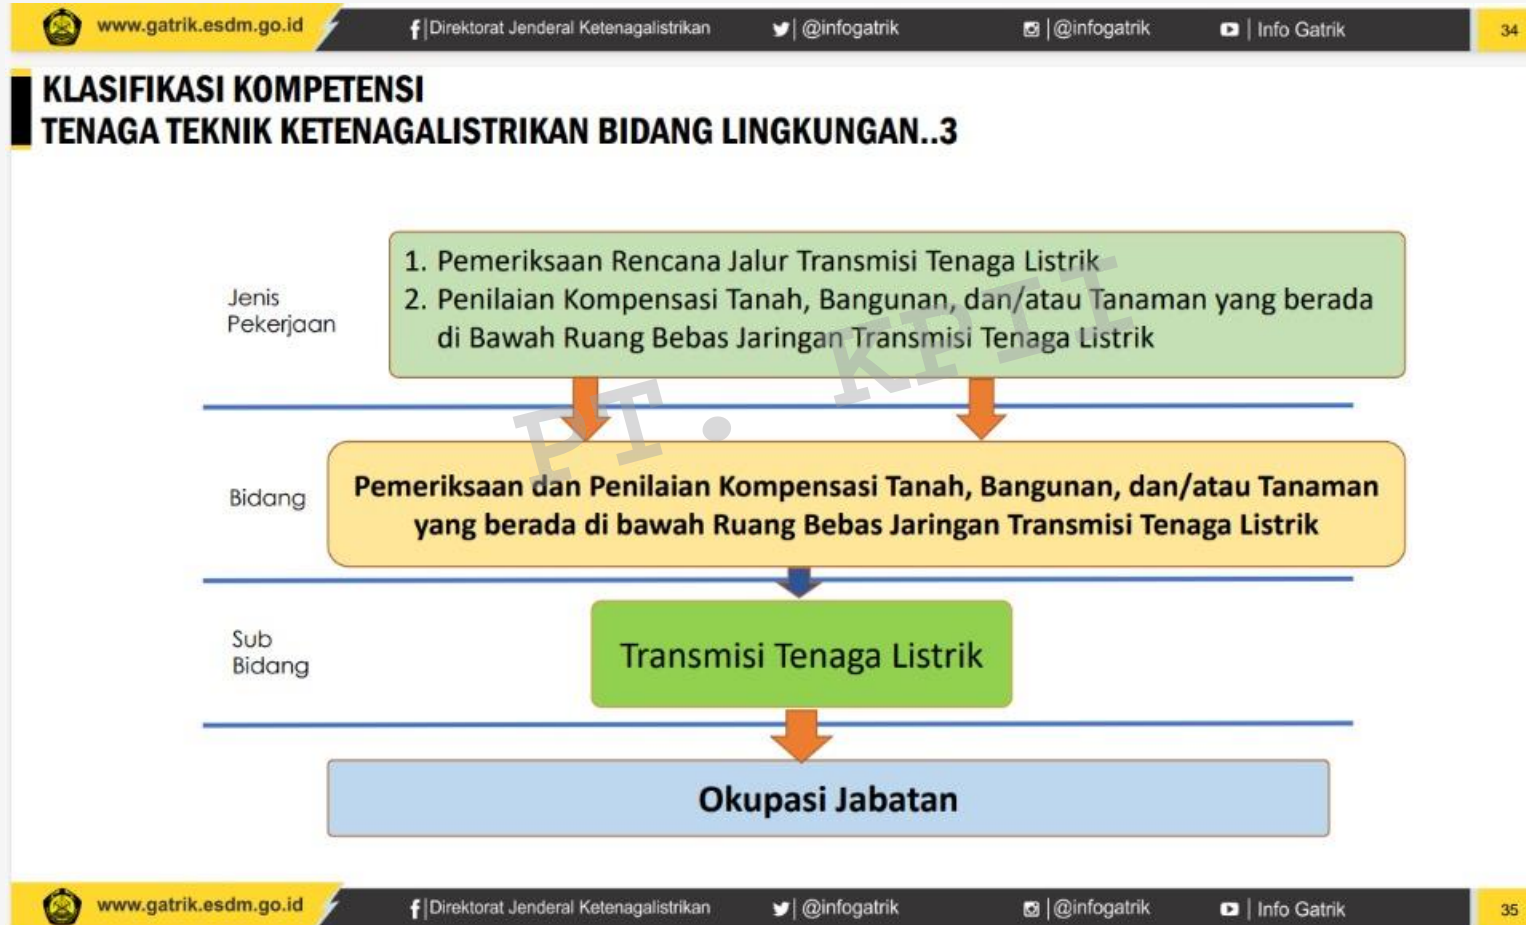 www.gatrik.esdm.go.id
Direktorat Jenderal Ketenagalistrikan
@infogatrik
@infogatrik
Info Gatrik
34
KLASIFIKASI KOMPETENSI
TENAGA TEKNIK KETENAGALISTRIKAN BIDANG LINGKUNGAN..3
Jenis
Pekerjaan
1. Pemeriksaan Rencana Jalur Transmisi Tenaga Listrik
2. Penilaian Kompensasi Tanah, Bangunan, dan/atau Tanaman yang berada
di Bawah Ruang Bebas Jaringan Transmisi Tenaga Listrik
PT. KPII
Bidang
Pemeriksaan dan Penilaian Kompensasi Tanah, Bangunan, dan/atau Tanaman
yang berada di bawah Ruang Bebas Jaringan Transmisi Tenaga Listrik
Sub
Bidang
Transmisi Tenaga Listrik
Okupasi Jabatan
www.gatrik.esdm.go.id
Direktorat Jenderal Ketenagalistrikan
@infogatrik
@infogatrik
Info Gatrik
35